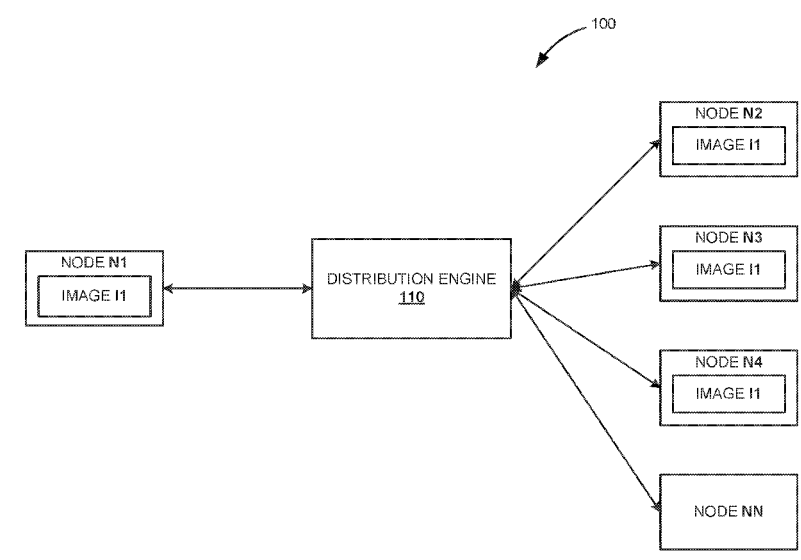 100
NODE N2
IMAGE I1
NODE N3
IMAGE I1
NODE N1
IMAGE I1
DISTRIBUTION ENGINE
110
NODE N4
IMAGE I1
NODE NN